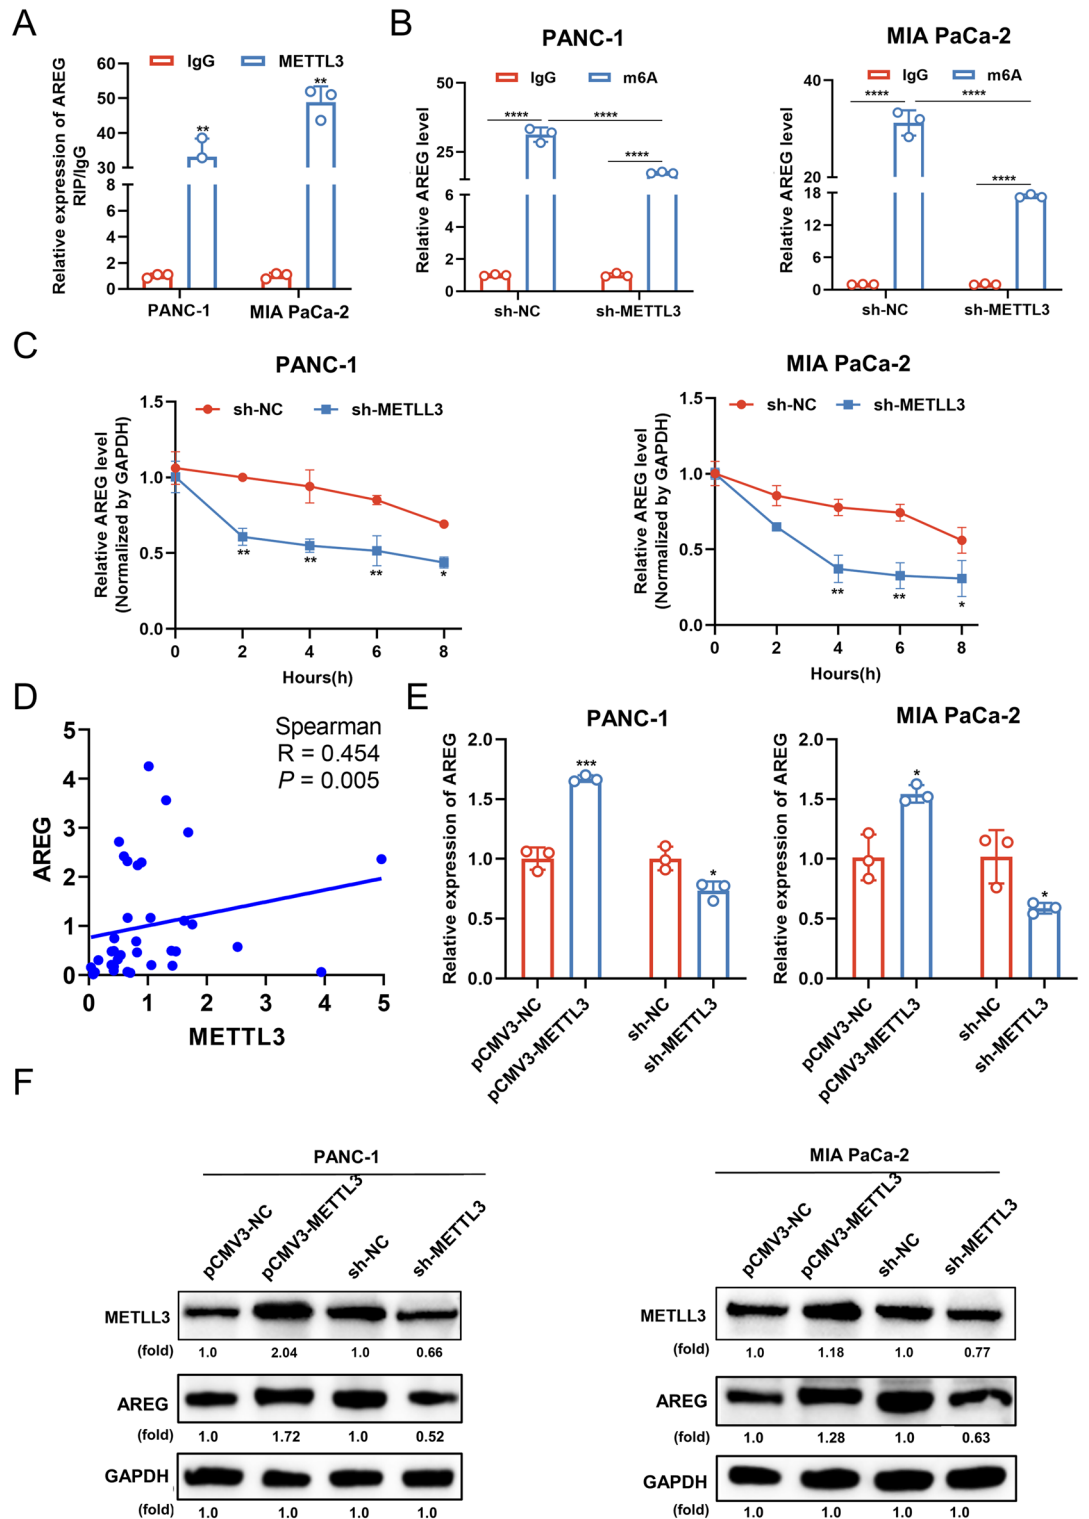 A
IgG METTL3
Relative expression of AREG
RIP/IgG
60
50
40
30
8
6
4
2
0
**
**
PANC-1 MIA PaCa-2
B
PANC-1
IgG m6A
Relative AREG level
50
25
6
4
2
0
**** ****
****
sh-NC sh-METTL3
MIA PaCa-2
IgG m6A
Relative AREG level
40
20
18
12
6
0
**** ****
****
sh-NC sh-METTL3
C
PANC-1
sh-NC sh-METLL3
Relative AREG level
(Normalized by GAPDH)
1.5
1.0
0.5
0.0
** ** ** *
0 2 4 6 8
Hours(h)
MIA PaCa-2
sh-NC sh-METLL3
Relative AREG level
(Normalized by GAPDH)
1.5
1.0
0.5
0.0
** ** *
0 2 4 6 8
Hours(h)
D
Spearman
R = 0.454
P = 0.005
AREG
5
4
3
2
1
0
0 1 2 3 4 5
METTL3
E
PANC-1
Relative expression of AREG
2.0
1.5
1.0
0.5
0.0
***
*
pCMV3-NC
pCMV3-METTL3
sh-NC
sh-METTL3
MIA PaCa-2
Relative expression of AREG
2.0
1.5
1.0
0.5
0.0
*
*
pCMV3-NC
pCMV3-METTL3
sh-NC
sh-METTL3
F
PANC-1
pCMV3-NC
pCMV3-METTL3
sh-NC
sh-METTL3
METLL3
(fold) 1.0 2.04 1.0 0.66
AREG
(fold) 1.0 1.72 1.0 0.52
GAPDH
(fold) 1.0 1.0 1.0 1.0
MIA PaCa-2
pCMV3-NC
pCMV3-METTL3
sh-NC
sh-METTL3
METLL3
(fold) 1.0 1.18 1.0 0.77
AREG
(fold) 1.0 1.28 1.0 0.63
GAPDH
(fold) 1.0 1.0 1.0 1.0